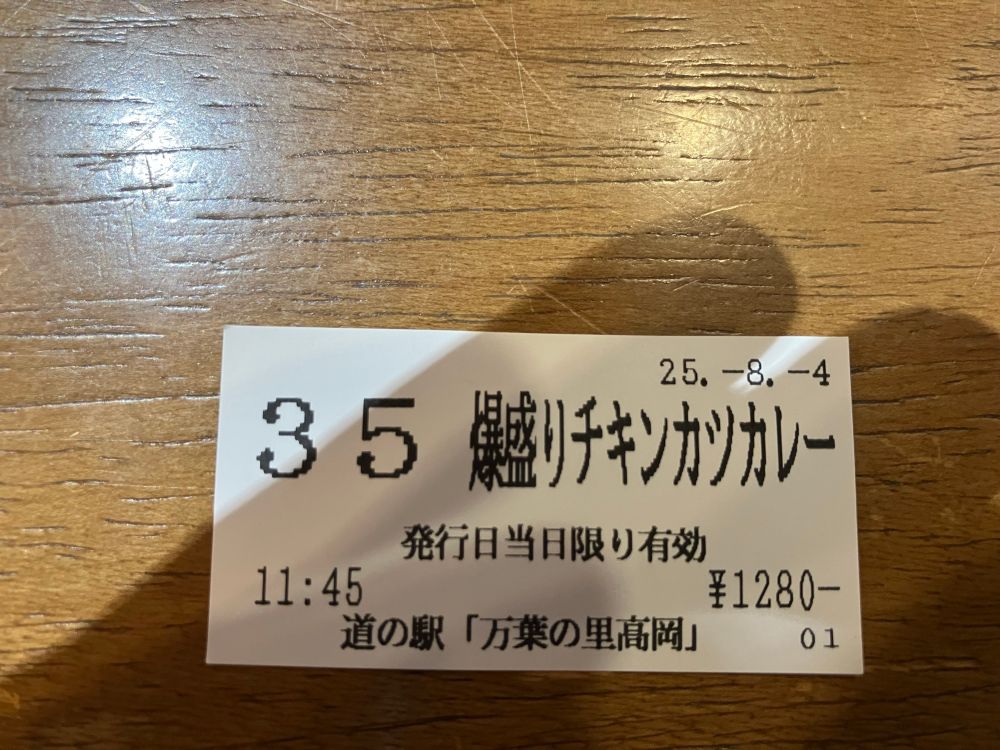 25.-8.-4
35 爆盛りチキンカツカレー
発行日当日限り有効
11:45 ¥1280-
道の駅「万葉の里高岡」 01